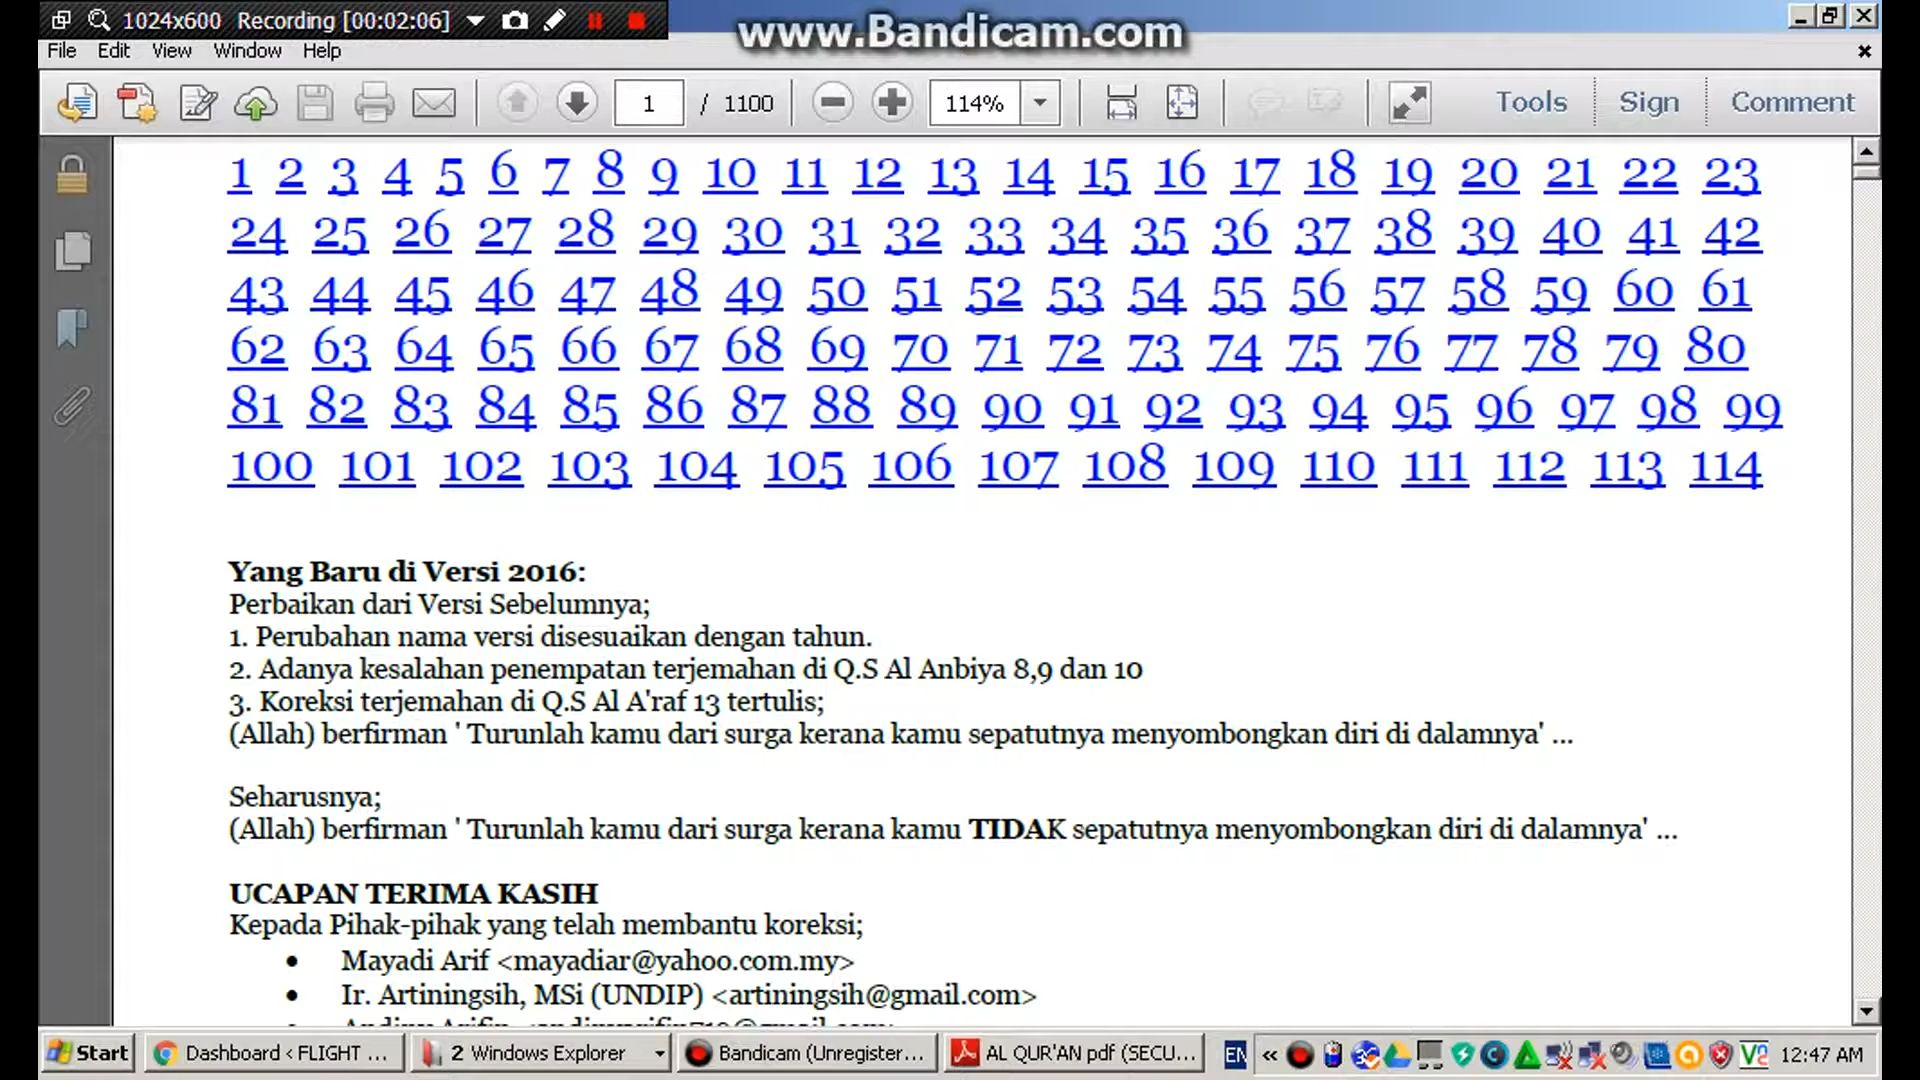 1024x600 Recording [00:02:06]
www.Bandicam.com
File Edit View Window Help
1 / 1100 114% Tools Sign Comment
1 2 3 4 5 6 7 8 9 10 11 12 13 14 15 16 17 18 19 20 21 22 23
24 25 26 27 28 29 30 31 32 33 34 35 36 37 38 39 40 41 42
43 44 45 46 47 48 49 50 51 52 53 54 55 56 57 58 59 60 61
62 63 64 65 66 67 68 69 70 71 72 73 74 75 76 77 78 79 80
81 82 83 84 85 86 87 88 89 90 91 92 93 94 95 96 97 98 99
100 101 102 103 104 105 106 107 108 109 110 111 112 113 114
Yang Baru di Versi 2016:
Perbaikan dari Versi Sebelumnya;
1. Perubahan nama versi disesuaikan dengan tahun.
2. Adanya kesalahan penempatan terjemahan di Q.S Al Anbiya 8,9 dan 10
3. Koreksi terjemahan di Q.S Al A'raf 13 tertulis;
(Allah) berfirman ' Turunlah kamu dari surga kerana kamu sepatutnya menyombongkan diri di dalamnya' ...
Seharusnya;
(Allah) berfirman ' Turunlah kamu dari surga kerana kamu TIDAK sepatutnya menyombongkan diri di dalamnya' ...
UCAPAN TERIMA KASIH
Kepada Pihak-pihak yang telah membantu koreksi;
• Mayadi Arif <mayadiar@yahoo.com.my>
• Ir. Artiningsih, MSi (UNDIP) <artiningsih@gmail.com>
Start Dashboard < FLIGHT ... 2 Windows Explorer Bandicam (Unregister... AL QUR'AN pdf (SECU... EN 12:47 AM